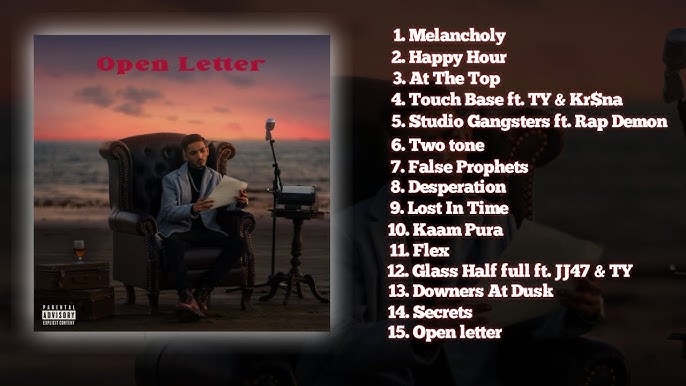 Open Letter
PARENTAL
ADVISORY
EXPLICIT CONTENT
1. Melancholy
2. Happy Hour
3. At The Top
4. Touch Base ft. TY & Kr$na
5. Studio Gangsters ft. Rap Demon
6. Two tone
7. False Prophets
8. Desperation
9. Lost In Time
10. Kaam Pura
11. Flex
12. Glass Half full ft. JJ47 & TY
13. Downers At Dusk
14. Secrets
15. Open letter